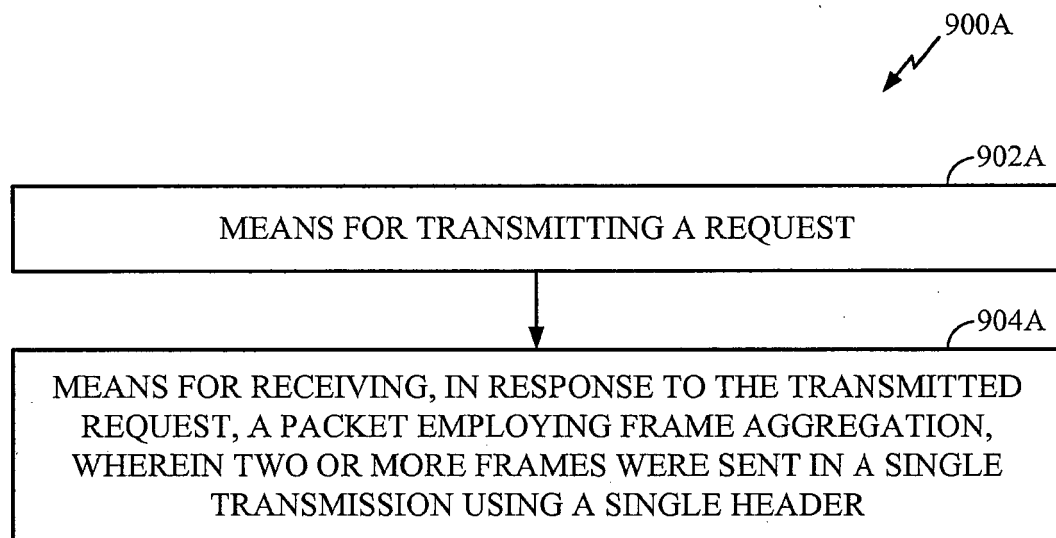 900A
902A
MEANS FOR TRANSMITTING A REQUEST
904A
MEANS FOR RECEIVING, IN RESPONSE TO THE TRANSMITTED
REQUEST, A PACKET EMPLOYING FRAME AGGREGATION,
WHEREIN TWO OR MORE FRAMES WERE SENT IN A SINGLE
TRANSMISSION USING A SINGLE HEADER